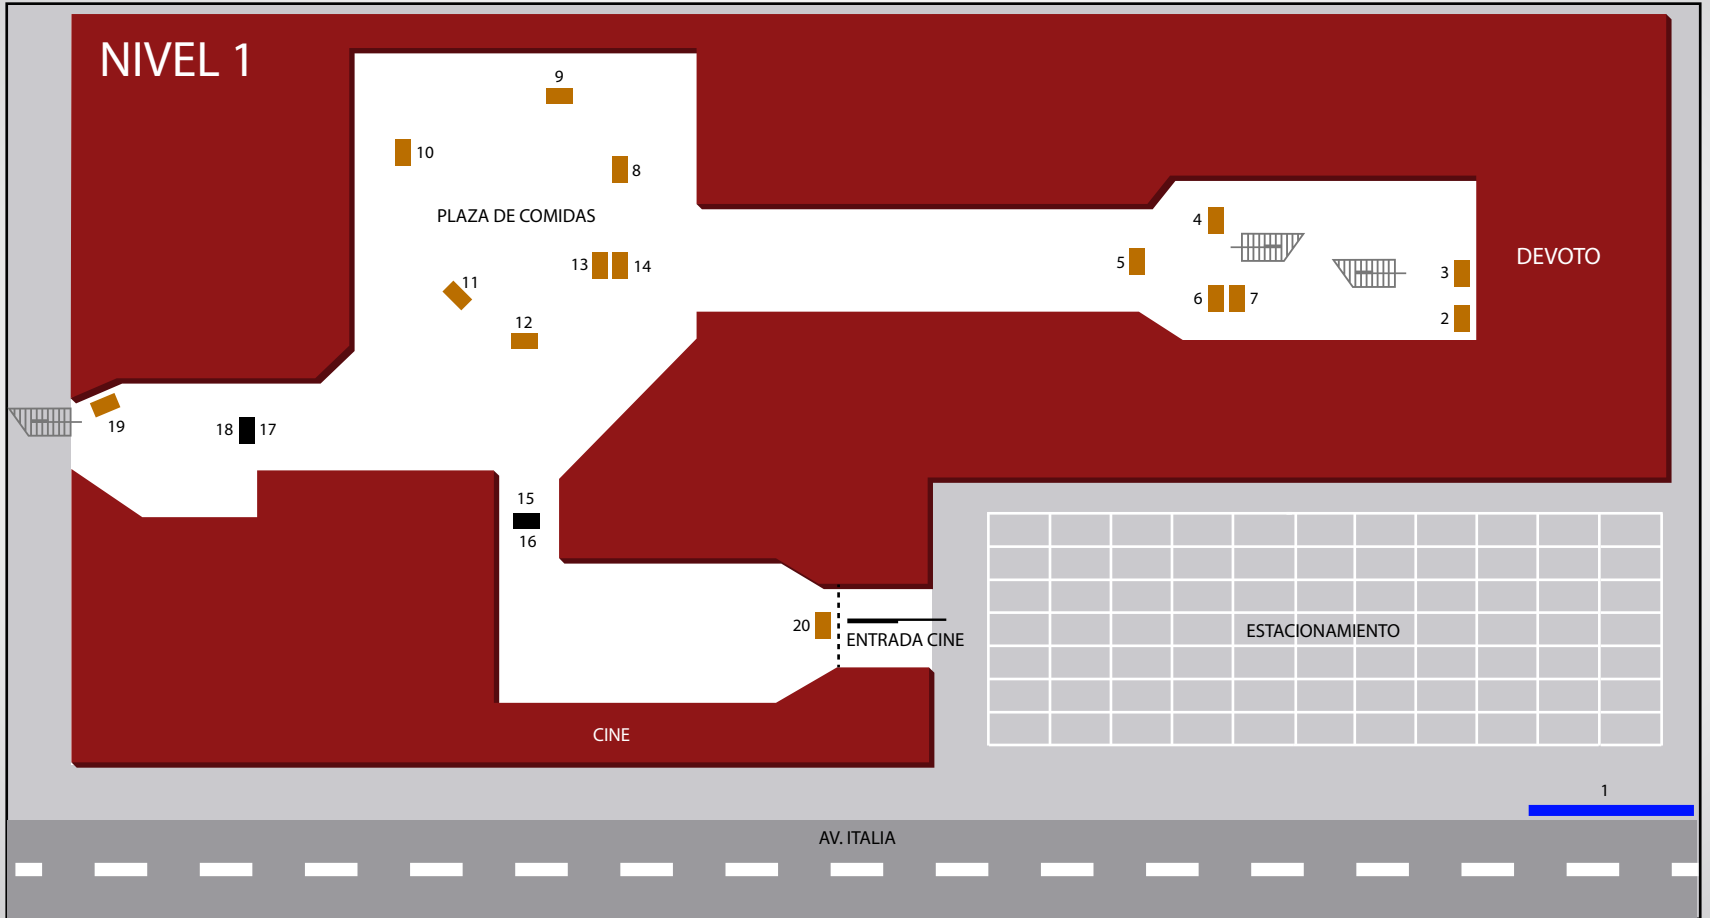 NIVEL 1
9
10
8
PLAZA DE COMIDAS
4
DEVOTO
5
13
14
3
11
6
7
12
2
19
18
17
15
16
20
ENTRADA CINE
ESTACIONAMIENTO
CINE
1
AV. ITALIA